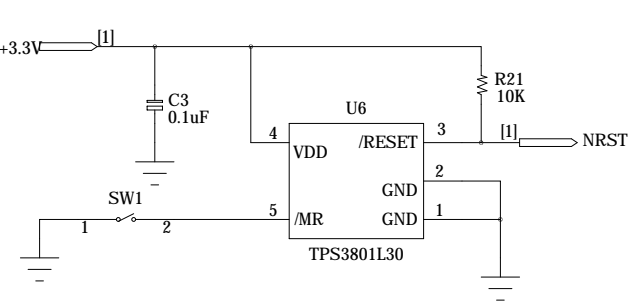 +3.3V [1]
C3
0.1uF
R21
10K
U6
4 VDD /RESET 3 [1] NRST
GND 2
SW1
1 2 5 /MR GND 1
TPS3801L30